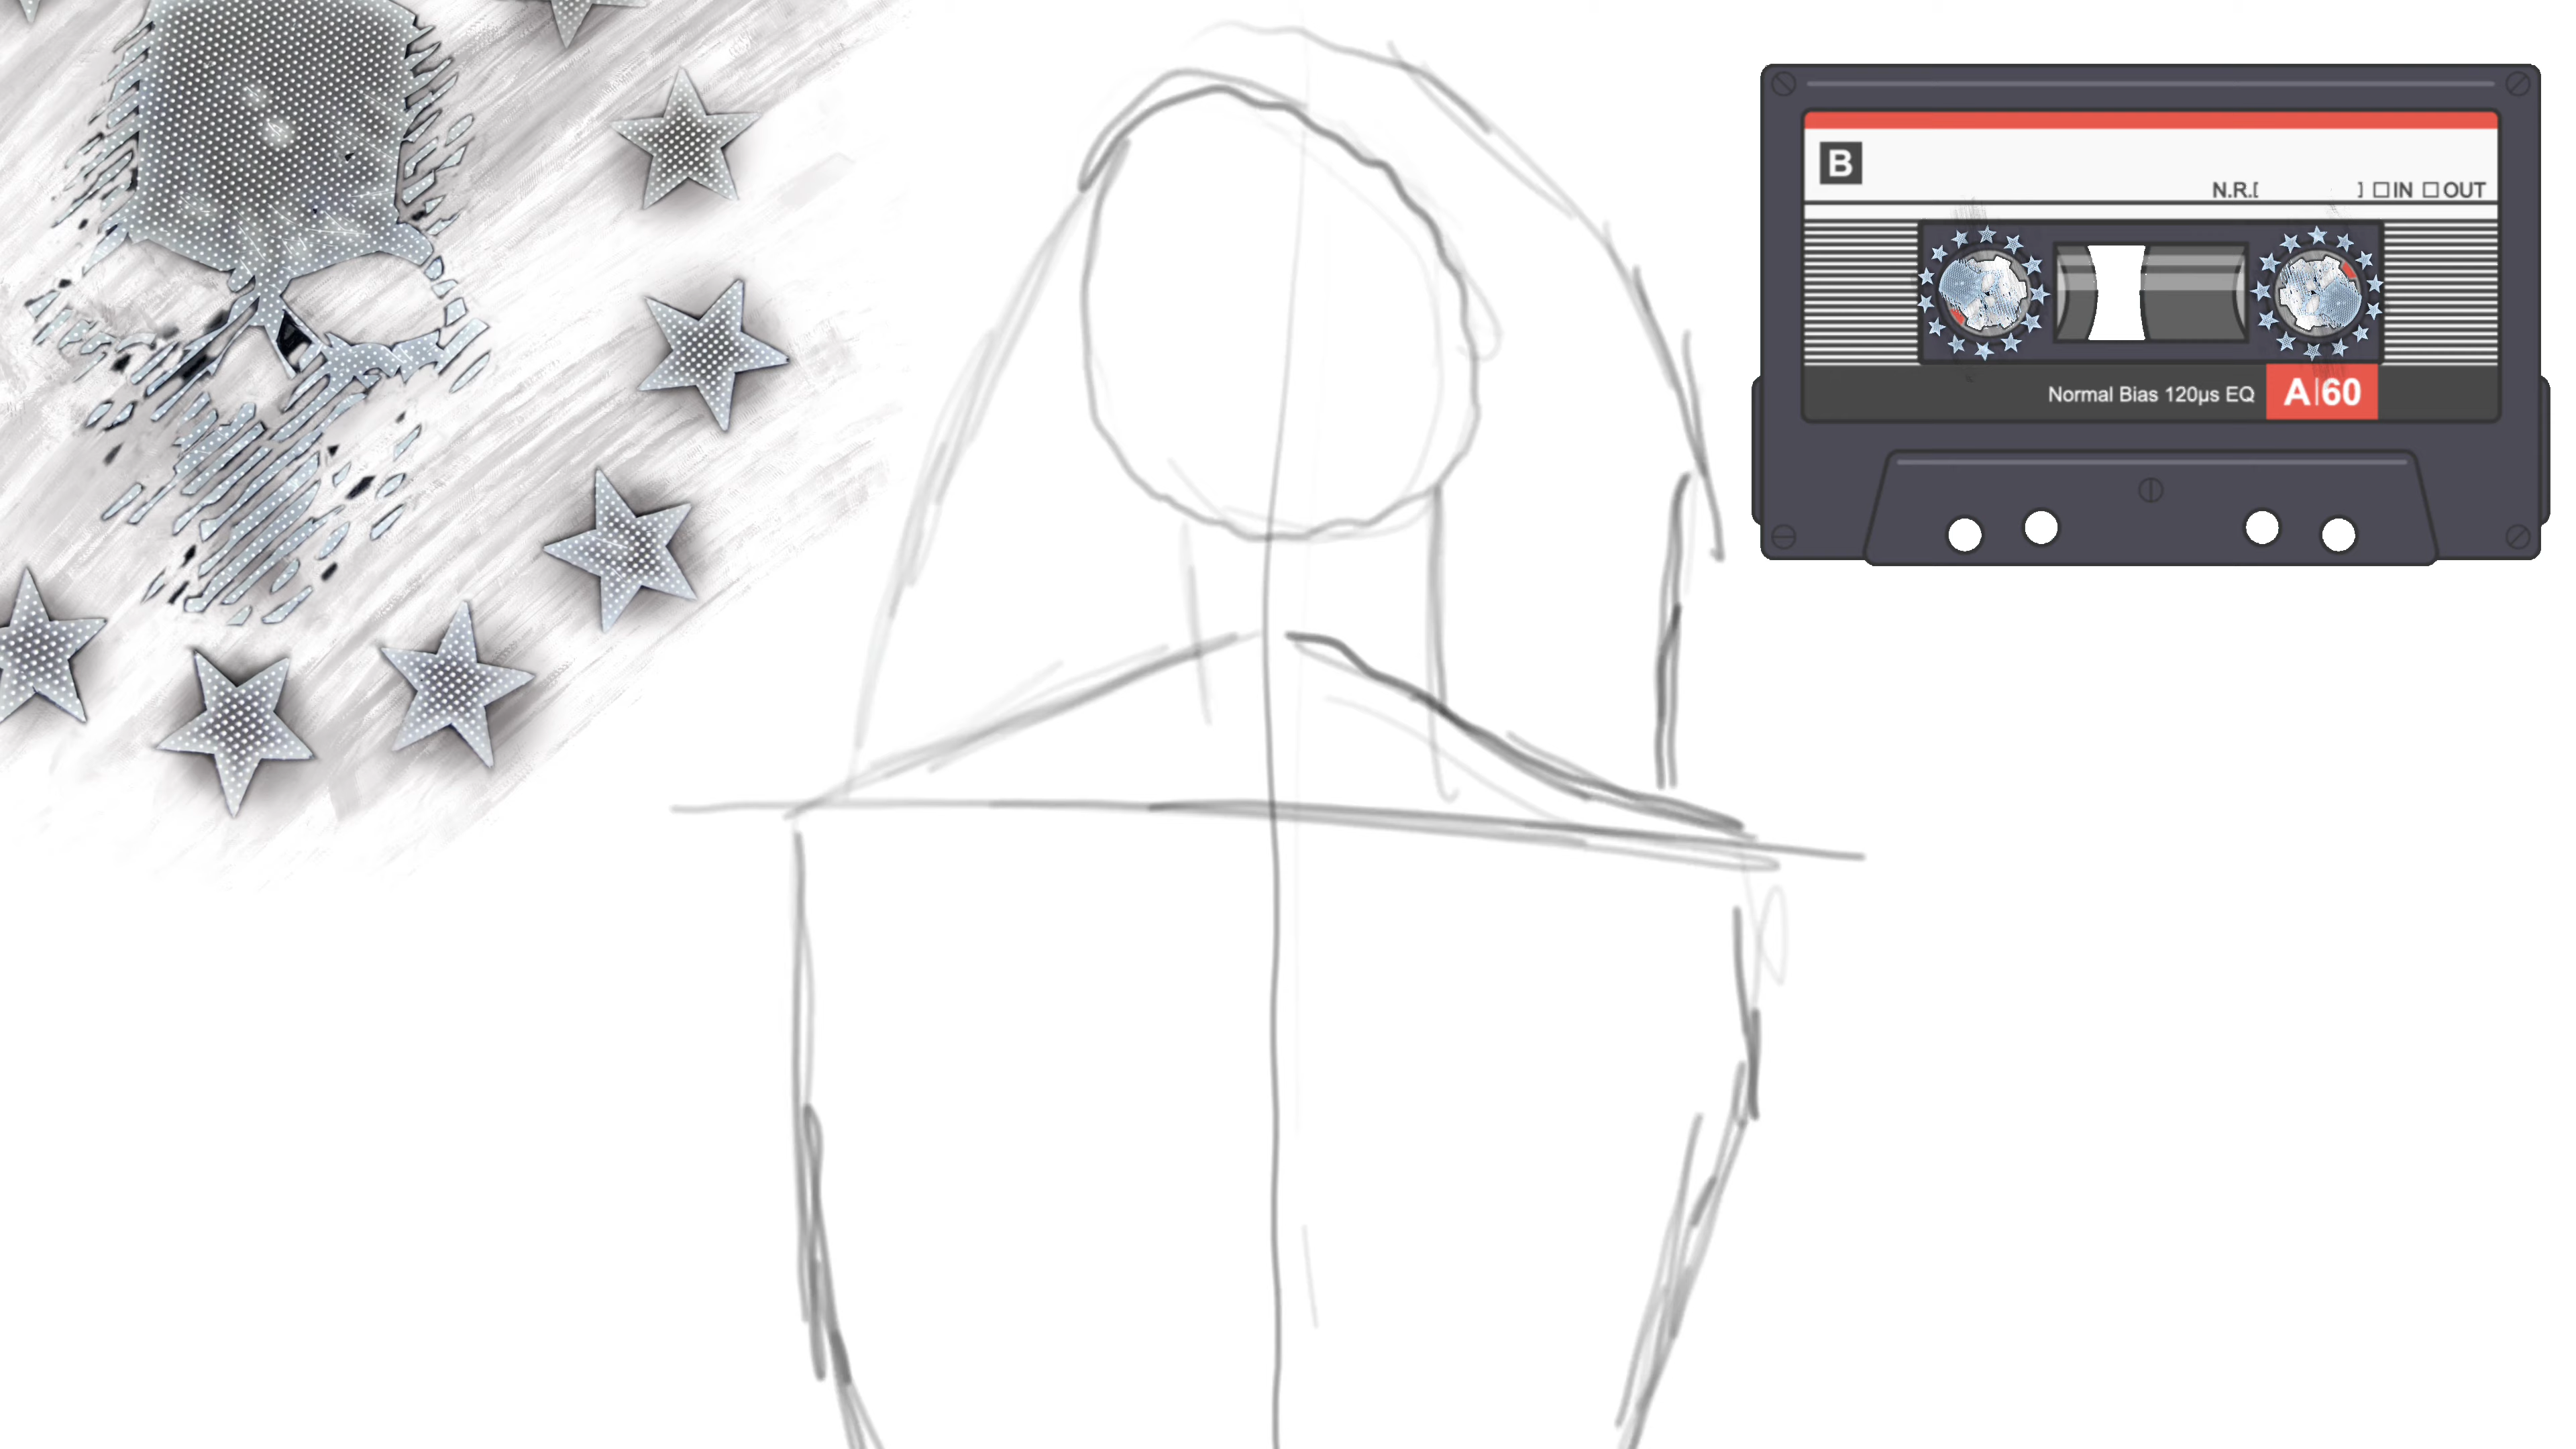 B
N.R.[ ] ☐IN ☐OUT
Normal Bias 120µs EQ
A|60